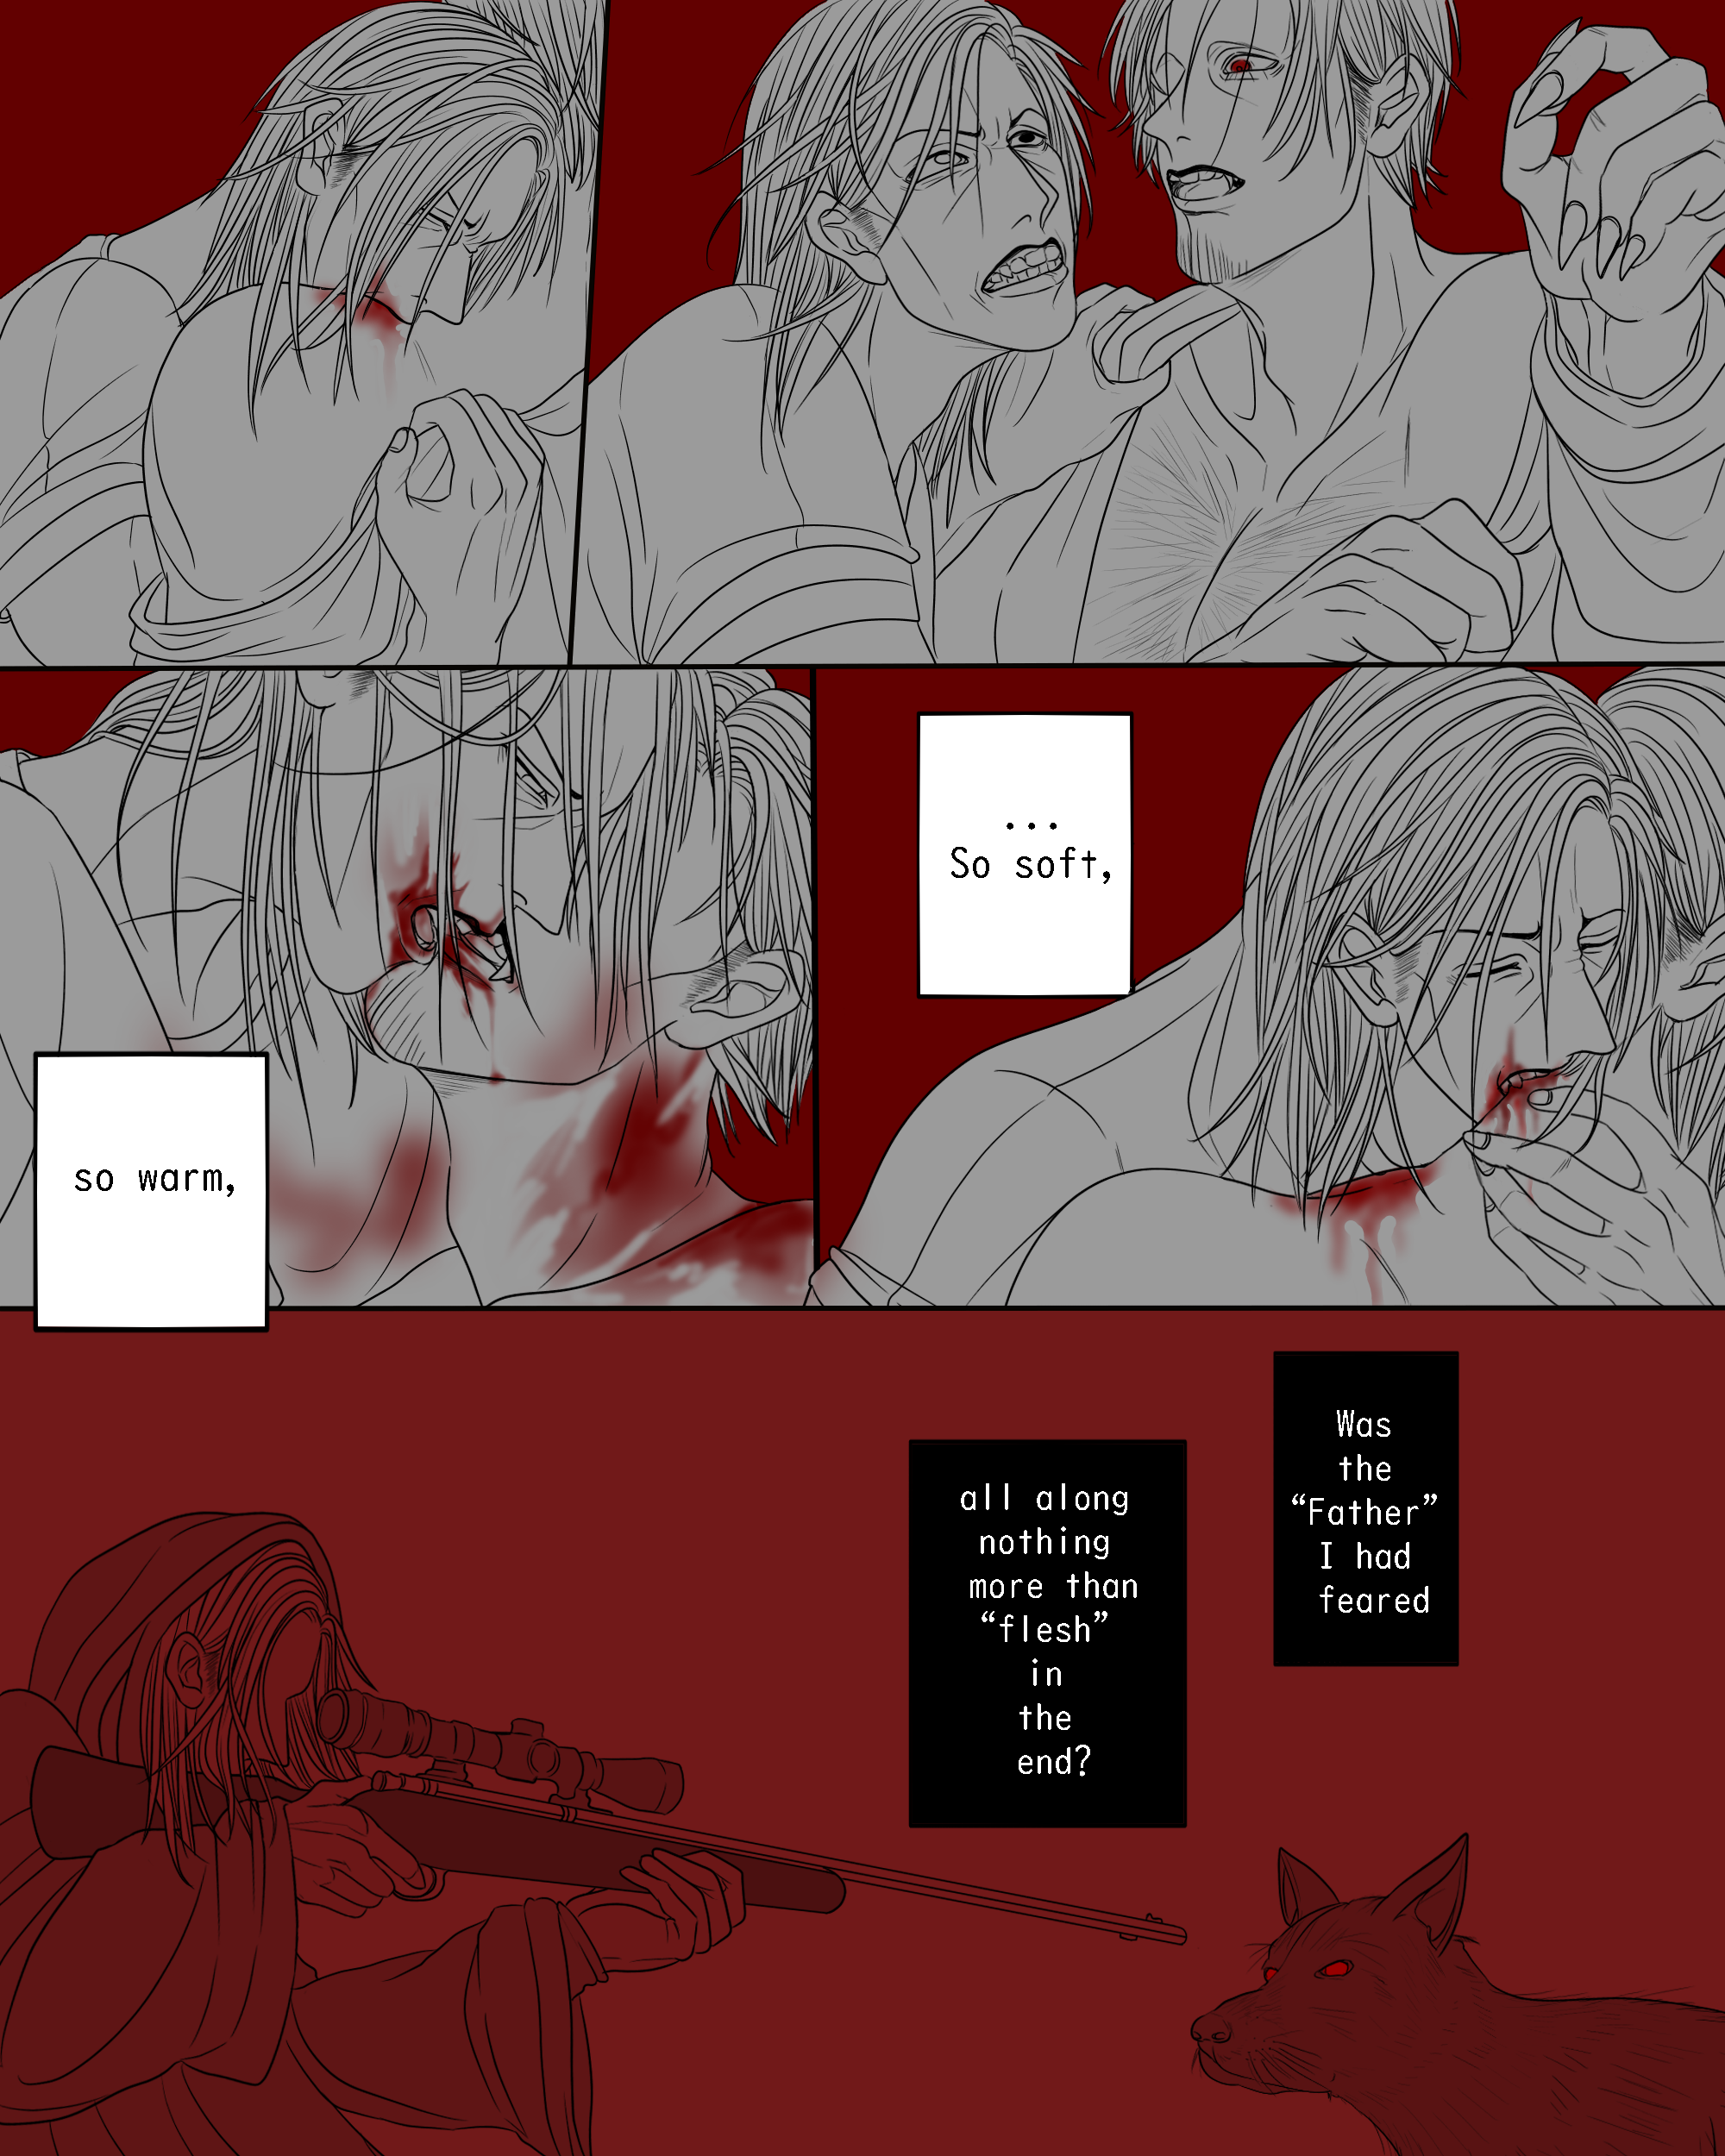 ...
So soft,
so warm,
Was
the
“Father”
I had
feared
all along
nothing
more than
“flesh”
in
the
end?